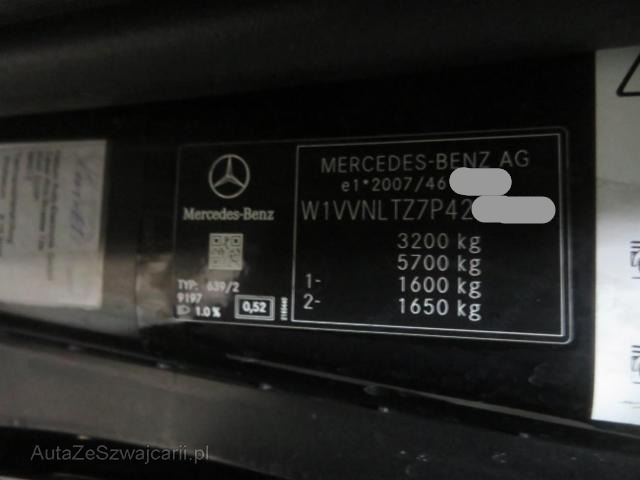 MERCEDES-BENZ AG
e1*2007/46
W1VVNLTZ7P42
3200 kg
5700 kg
1- 1600 kg
2- 1650 kg
Mercedes-Benz
TYP: 639/2
9197
1.0 % 0,52
AutaZeSzwajcarii.pl